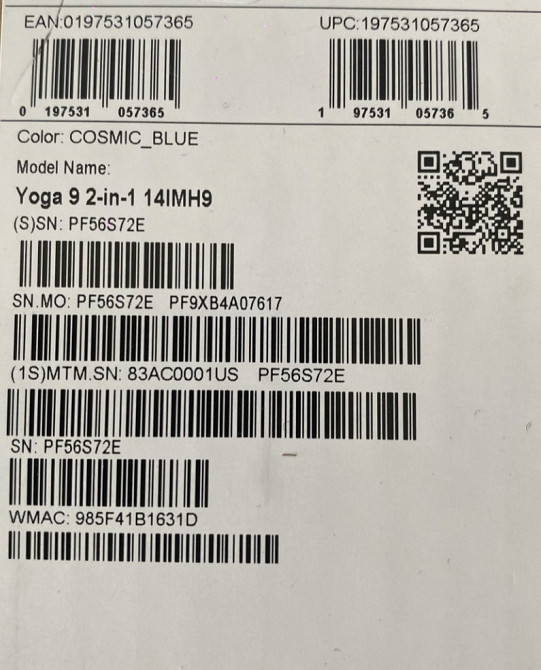 EAN:0197531057365 UPC:197531057365
0 197531 057365 1 97531 05736 5
Color: COSMIC_BLUE
Model Name:
Yoga 9 2-in-1 14IMH9
(S)SN: PF56S72E
SN.MO: PF56S72E PF9XB4A07617
(1S)MTM.SN: 83AC0001US PF56S72E
SN: PF56S72E
WMAC: 985F41B1631D